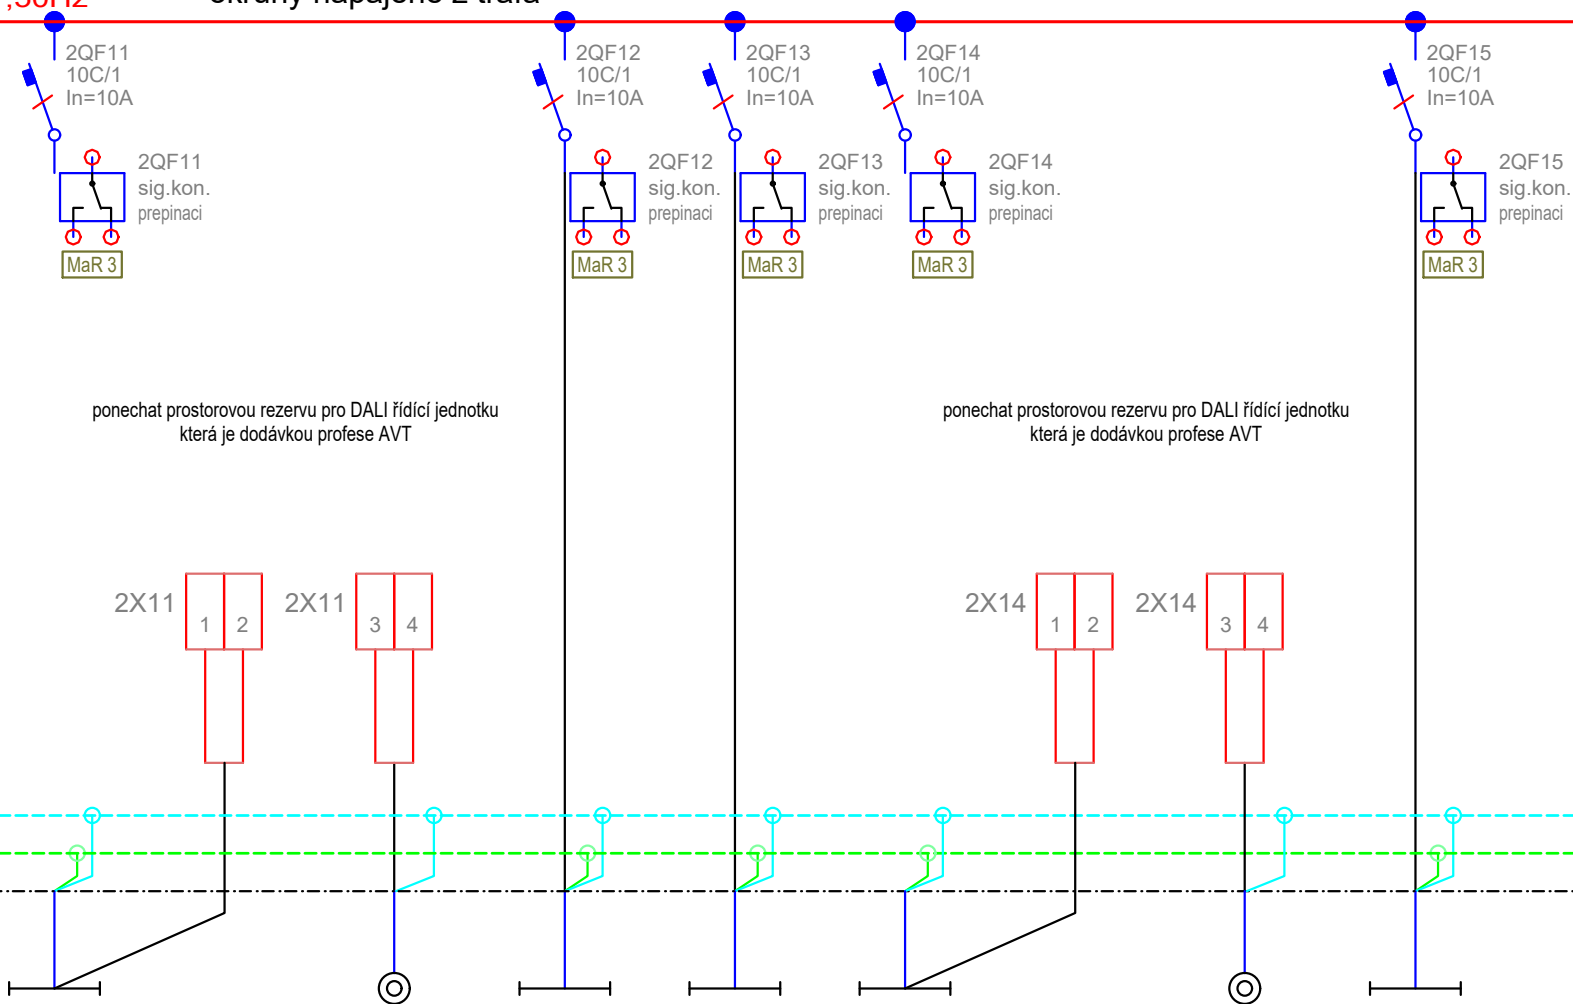 ,50Hz
okruhy napájené z trafa
2QF11
10C/1
In=10A
2QF12
10C/1
In=10A
2QF13
10C/1
In=10A
2QF14
10C/1
In=10A
2QF15
10C/1
In=10A
2QF11
sig.kon.
prepinaci
MaR 3
2QF12
sig.kon.
prepinaci
MaR 3
2QF13
sig.kon.
prepinaci
MaR 3
2QF14
sig.kon.
prepinaci
MaR 3
2QF15
sig.kon.
prepinaci
MaR 3
ponechat prostorovou rezervu pro DALI řídící jednotku
která je dodávkou profese AVT
ponechat prostorovou rezervu pro DALI řídící jednotku
která je dodávkou profese AVT
2X11 1 2
2X11 3 4
2X14 1 2
2X14 3 4